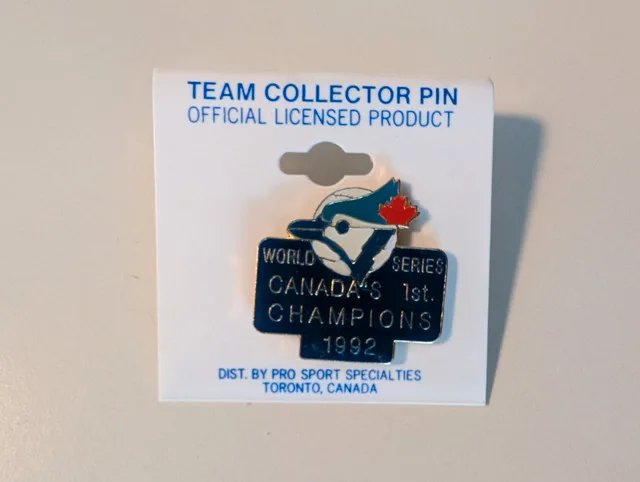 TEAM COLLECTOR PIN
OFFICIAL LICENSED PRODUCT
WORLD SERIES
CANADA'S 1st.
CHAMPIONS
1992
DIST. BY PRO SPORT SPECIALTIES
TORONTO, CANADA